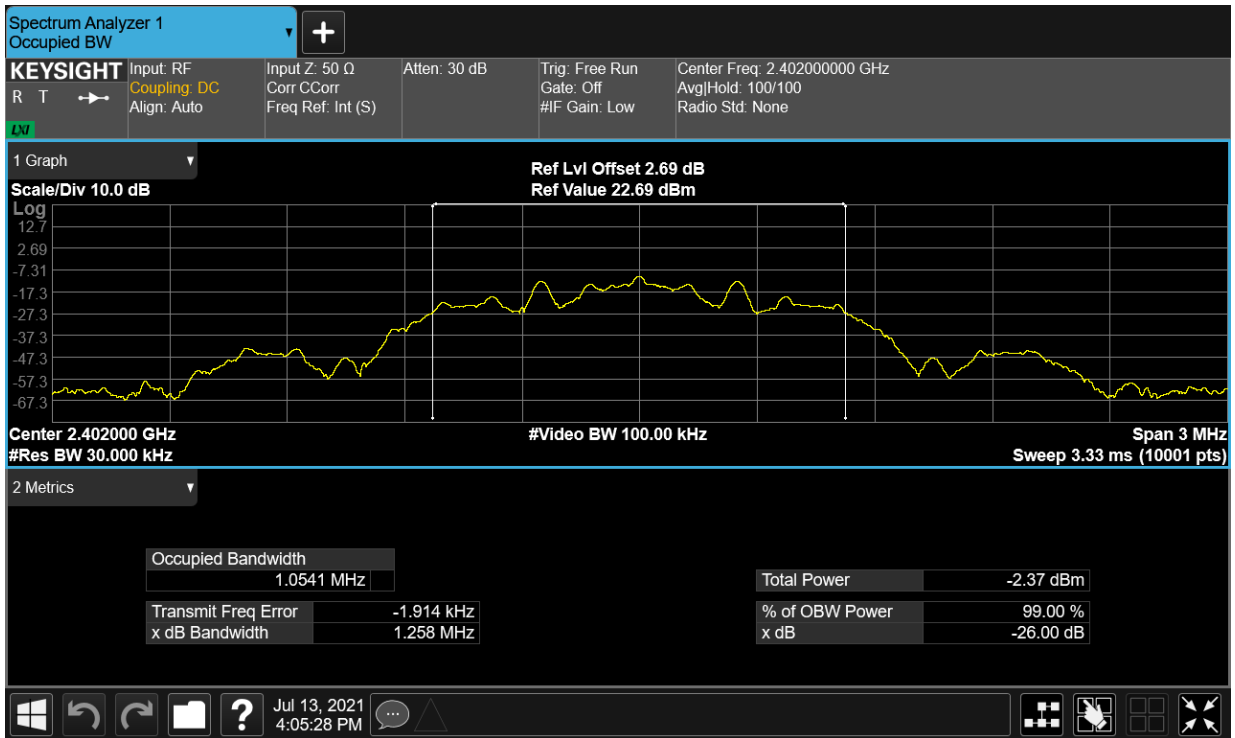 Spectrum Analyzer 1
Occupied BW
KEYSIGHT
R T
LXI
Input: RF
Coupling: DC
Align: Auto
Input Z: 50 Ω
Corr CCorr
Freq Ref: Int (S)
Atten: 30 dB
Trig: Free Run
Gate: Off
#IF Gain: Low
Center Freq: 2.402000000 GHz
Avg|Hold: 100/100
Radio Std: None
1 Graph
Scale/Div 10.0 dB
Ref Lvl Offset 2.69 dB
Ref Value 22.69 dBm
Log
12.7
2.69
-7.31
-17.3
-27.3
-37.3
-47.3
-57.3
-67.3
Center 2.402000 GHz
#Video BW 100.00 kHz
Span 3 MHz
#Res BW 30.000 kHz
Sweep 3.33 ms (10001 pts)
2 Metrics
Occupied Bandwidth
1.0541 MHz
Total Power -2.37 dBm
Transmit Freq Error -1.914 kHz
% of OBW Power 99.00 %
x dB Bandwidth 1.258 MHz
x dB -26.00 dB
?
Jul 13, 2021
4:05:28 PM